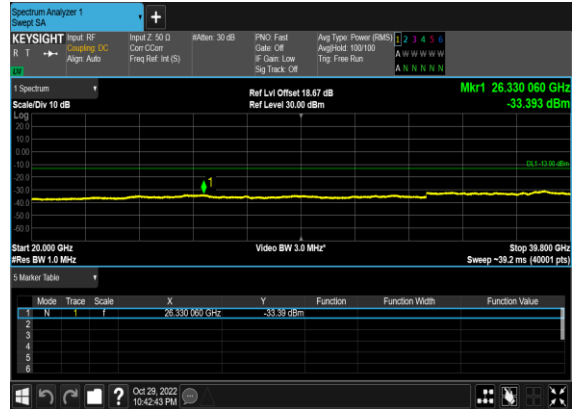 Spectrum Analyzer 1
Swept SA
+
KEYSIGHT Input: RF Input Z: 50 Ω #Atten: 30 dB PNO: Fast Avg Type: Power (RMS) 1 2 3 4 5 6
R T Coupling: DC Corr CCorr Gate: Off Avg|Hold: 100/100 A W W W W W
Align: Auto Freq Ref: Int (S) IF Gain: Low Trig: Free Run
Sig Track: Off A N N N N N
1 Spectrum Ref Lvl Offset 18.67 dB Mkr1 26.330 060 GHz
Scale/Div 10 dB Ref Level 30.00 dBm -33.393 dBm
Log
20.0
10.0
0.00
-10.0 DL1 -13.00 dBm
-20.0
1
-30.0
-40.0
-50.0
-60.0
Start 20.000 GHz Video BW 3.0 MHz* Stop 39.800 GHz
#Res BW 1.0 MHz Sweep ~39.2 ms (40001 pts)
5 Marker Table
Mode Trace Scale X Y Function Function Width Function Value
1 N 1 f 26.330 060 GHz -33.39 dBm
2
3
4
5
6
? Oct 29, 2022
10:42:43 PM